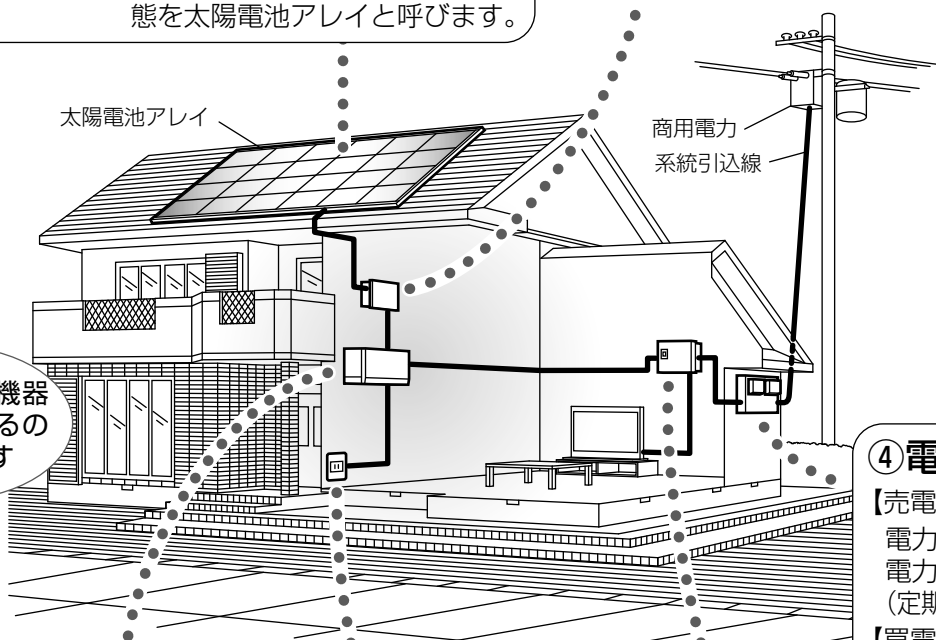 態を太陽電池アレイと呼びます。
太陽電池アレイ
商用電力
系統引込線
機器
るの
す
④電
【売電
電力
電力
(定期
【買電